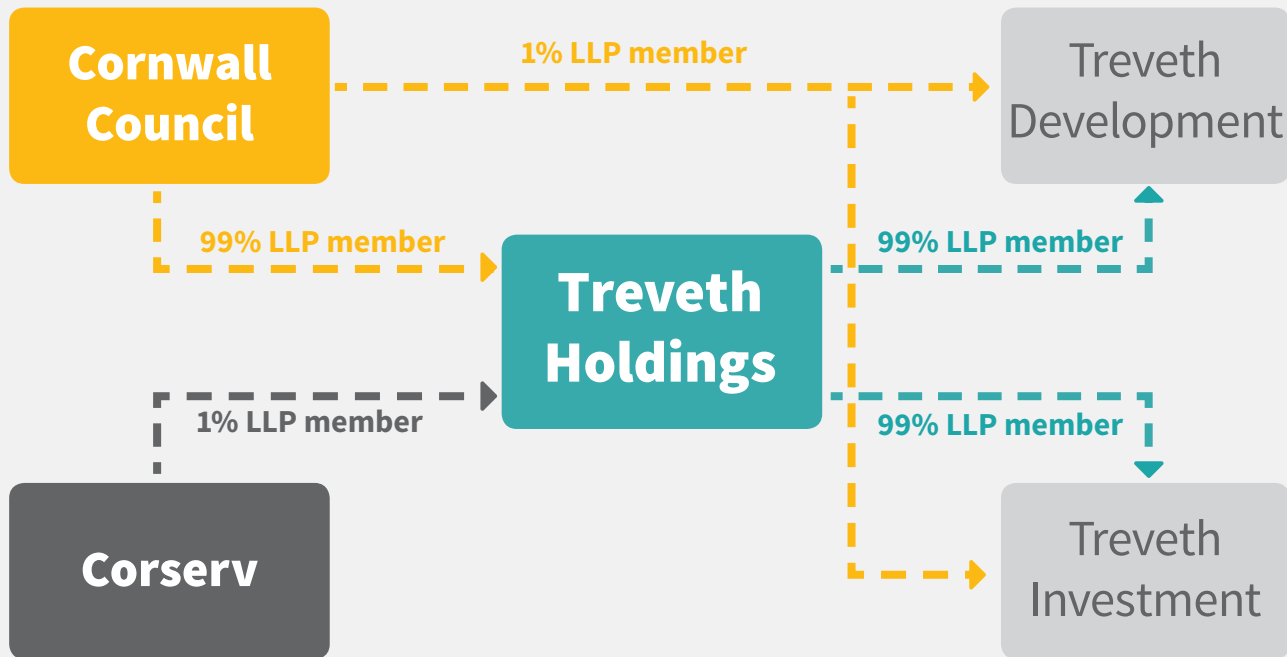 Cornwall
Council
1% LLP member
Treveth
Development
99% LLP member
Treveth
Holdings
99% LLP member
1% LLP member
99% LLP member
Corserv
Treveth
Investment